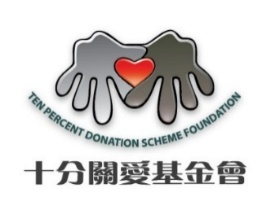 TEN PERCENT DONATION SCHEME FOUNDATION
十分關愛基金會